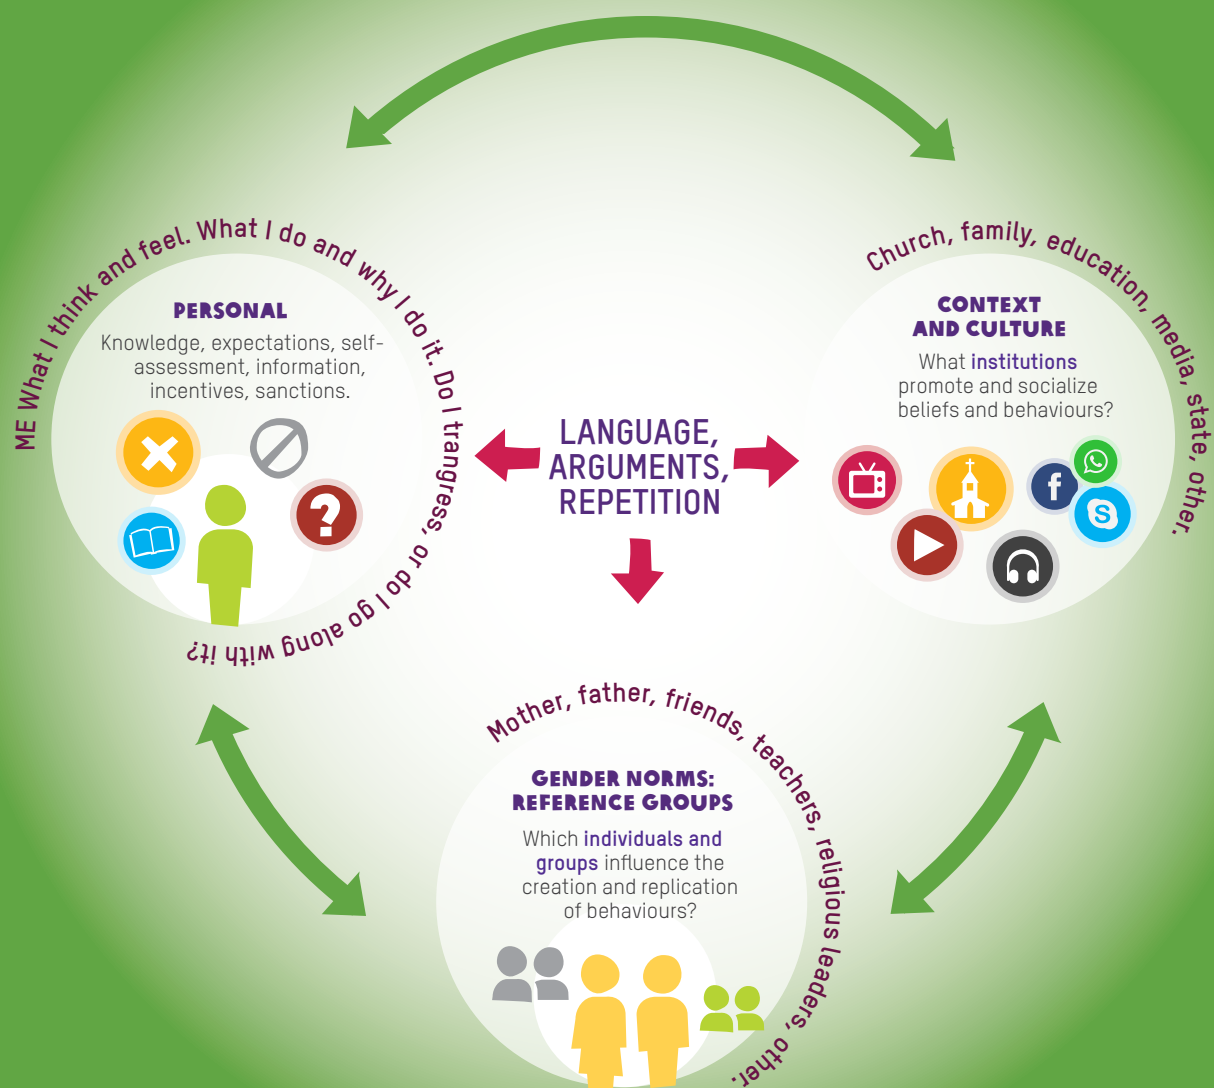 ME What I think and feel. What I do and why I do it. Do I trangress, or do I go along with it?
PERSONAL
Knowledge, expectations, self-
assessment, information,
incentives, sanctions.
LANGUAGE,
ARGUMENTS,
REPETITION
Church, family, education, media, state, other.
CONTEXT
AND CULTURE
What institutions
promote and socialize
beliefs and behaviours?
f
S
Mother, father, friends, teachers, religious leaders, other.
GENDER NORMS:
REFERENCE GROUPS
Which individuals and
groups influence the
creation and replication
of behaviours?